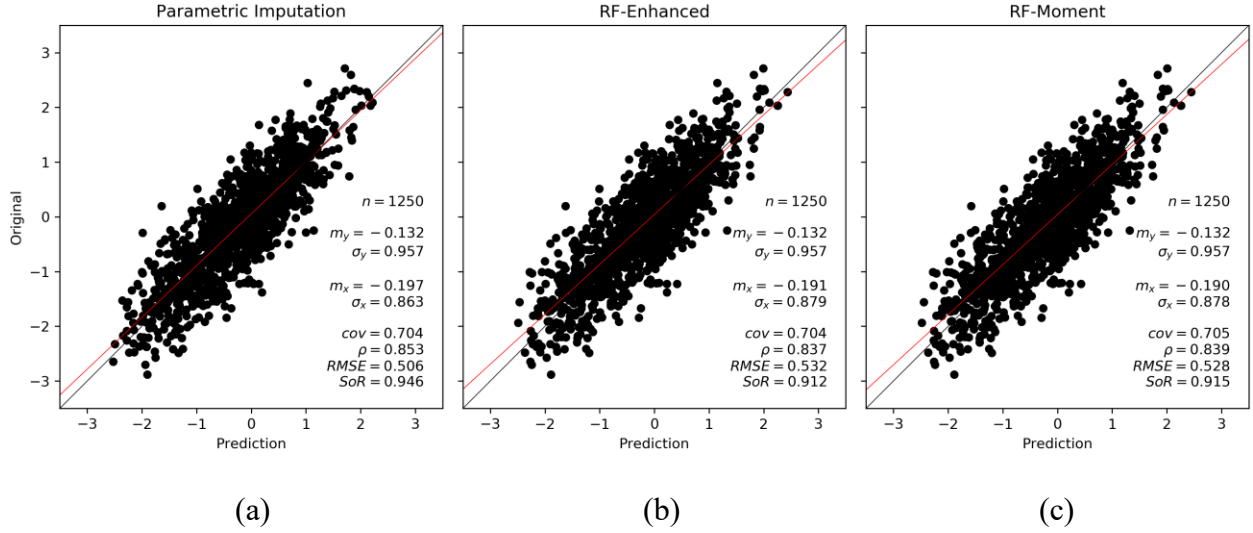 Parametric Imputation
RF-Enhanced
RF-Moment
Original
3
2
1
0
−1
−2
−3
n = 1250
m_y = −0.132
σ_y = 0.957
m_x = −0.197
σ_x = 0.863
cov = 0.704
ρ = 0.853
RMSE = 0.506
SoR = 0.946
−3 −2 −1 0 1 2 3
Prediction
n = 1250
m_y = −0.132
σ_y = 0.957
m_x = −0.191
σ_x = 0.879
cov = 0.704
ρ = 0.837
RMSE = 0.532
SoR = 0.912
−3 −2 −1 0 1 2 3
Prediction
n = 1250
m_y = −0.132
σ_y = 0.957
m_x = −0.190
σ_x = 0.878
cov = 0.705
ρ = 0.839
RMSE = 0.528
SoR = 0.915
−3 −2 −1 0 1 2 3
Prediction
(a)
(b)
(c)